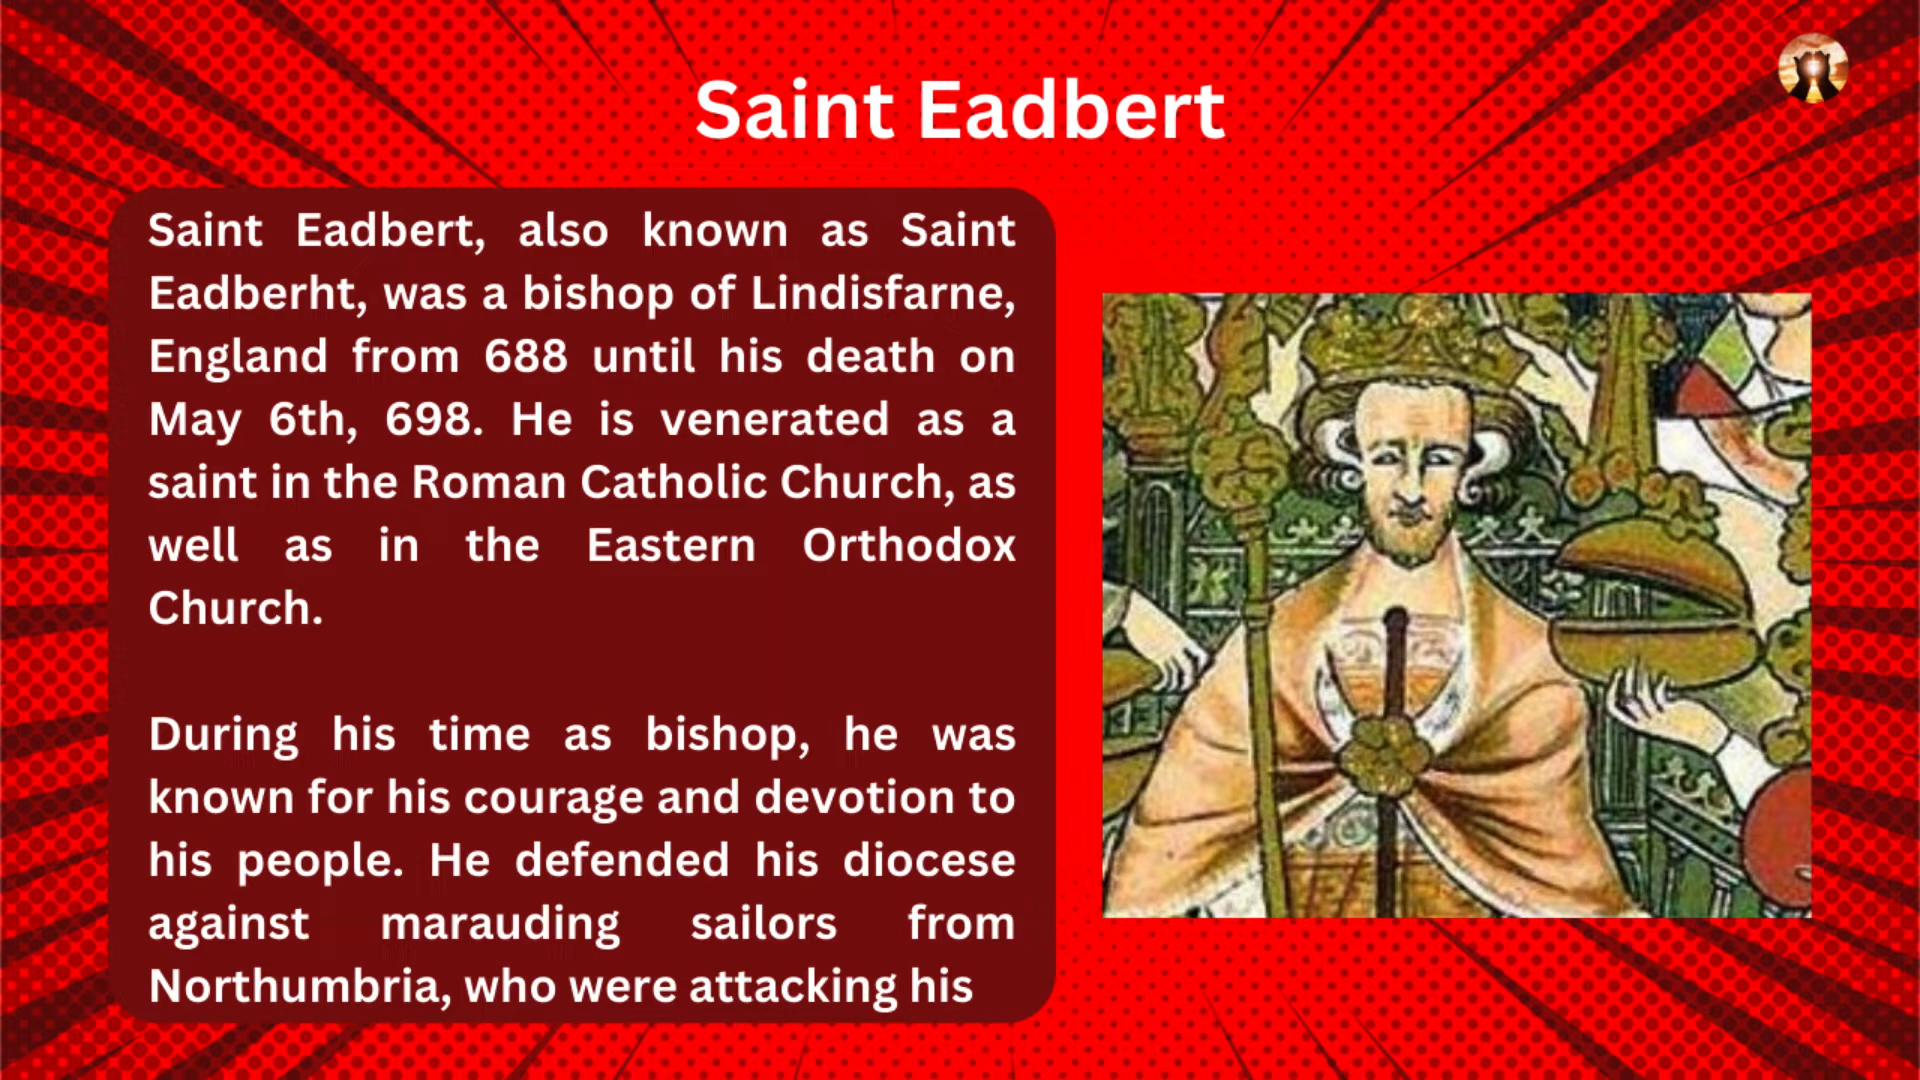 Saint Eadbert
Saint Eadbert, also known as Saint
Eadberht, was a bishop of Lindisfarne,
England from 688 until his death on
May 6th, 698. He is venerated as a
saint in the Roman Catholic Church, as
well as in the Eastern Orthodox
Church.
During his time as bishop, he was
known for his courage and devotion to
his people. He defended his diocese
against marauding sailors from
Northumbria, who were attacking his